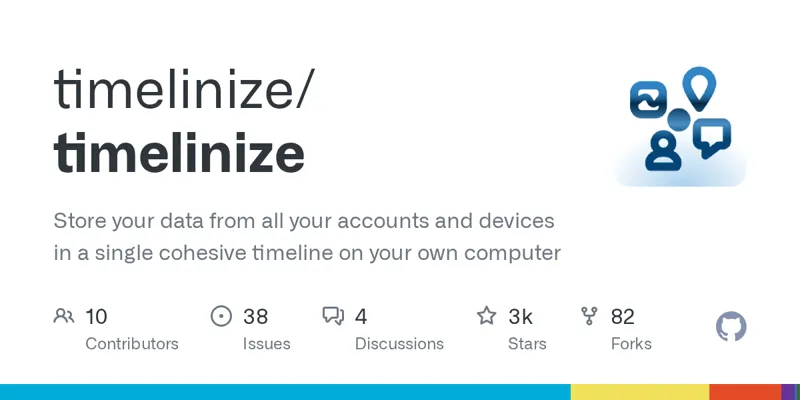 timelinize/
timelinize
Store your data from all your accounts and devices
in a single cohesive timeline on your own computer
10 38 4 3k 82
Contributors Issues Discussions Stars Forks